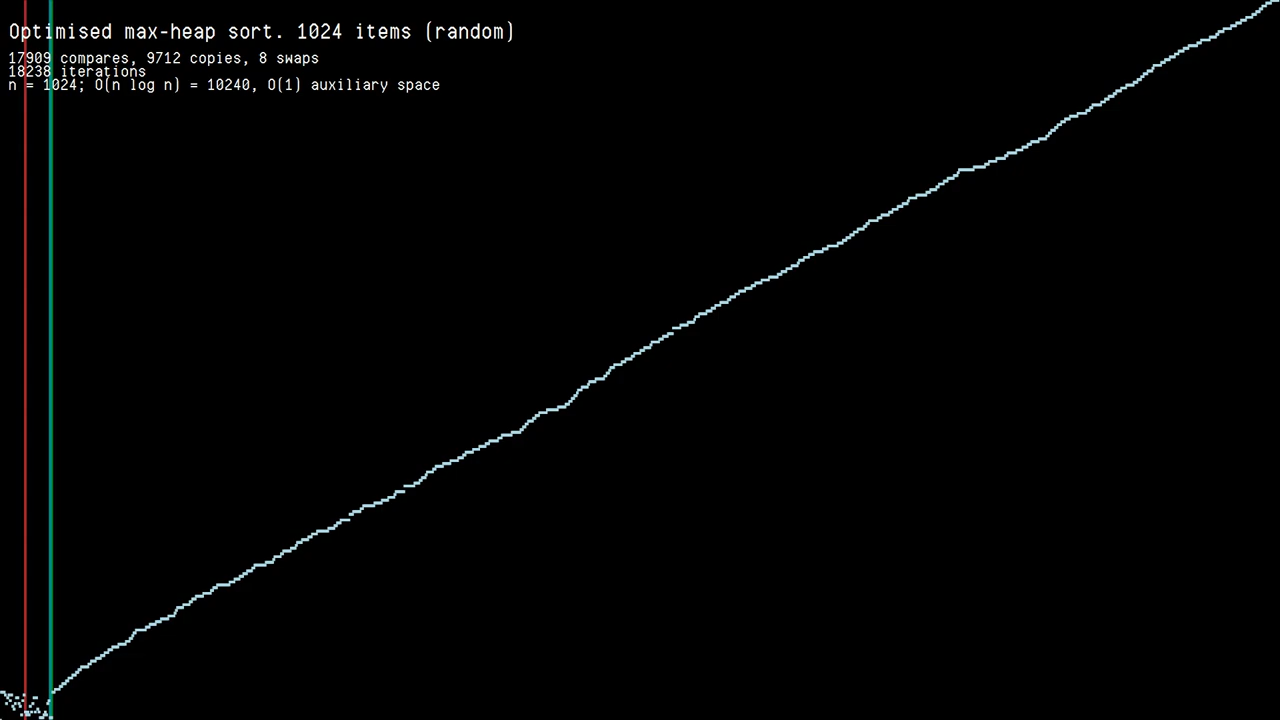 Optimised max-heap sort. 1024 items (random)
17909 compares, 9712 copies, 8 swaps
18238 iterations
n = 1024; O(n log n) = 10240, O(1) auxiliary space